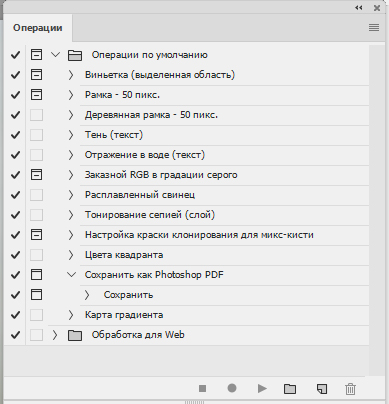 Операции
Операции по умолчанию
Виньетка (выделенная область)
Рамка - 50 пикс.
Деревянная рамка - 50 пикс.
Тень (текст)
Отражение в воде (текст)
Заказной RGB в градации серого
Расплавленный свинец
Тонирование сепией (слой)
Настройка краски клонирования для микс-кисти
Цвета квадранта
Сохранить как Photoshop PDF
Сохранить
Карта градиента
Обработка для Web